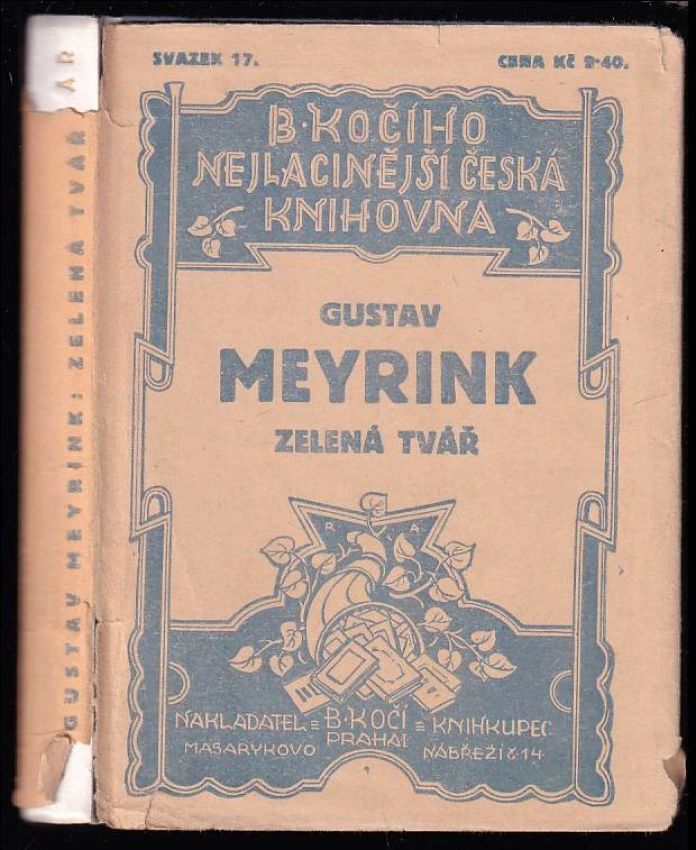 SVAZEK 17.
CENA KČ 9·40.
B·KOČÍHO
NEJLACINĚJŠÍ ČESKÁ
KNIHOVNA
GUSTAV
MEYRINK
ZELENÁ TVÁŘ
R A
NAKLADATEL = B·KOČÍ = KNIHKUPEC
PRAHA I
MASARYKOVO NÁBŘEŽÍ Č 14
GUSTAV MEYRINK: ZELENÁ TVÁŘ